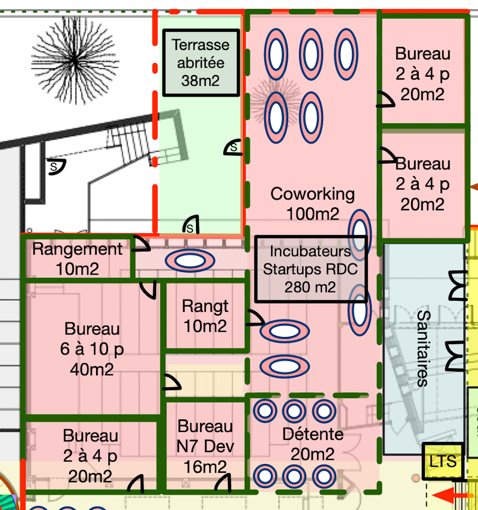 Terrasse
abritée
38m2
Bureau
2 à 4 p
20m2
S
S
Bureau
2 à 4 p
20m2
Coworking
100m2
S
Rangement
10m2
Incubateurs
Startups RDC
280 m2
Rangt
10m2
Bureau
6 à 10 p
40m2
Sanitaires
Bureau
2 à 4 p
20m2
Bureau
N7 Dev
16m2
Détente
20m2
LTS